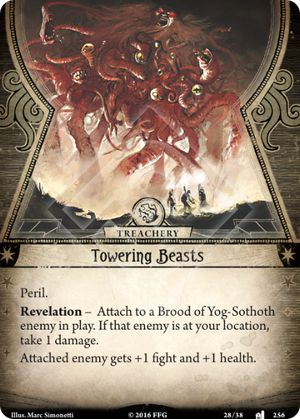 TREACHERY
Towering Beasts
Peril.
Revelation – Attach to a Brood of Yog-Sothoth
enemy in play. If that enemy is at your location,
take 1 damage.
Attached enemy gets +1 fight and +1 health.
Illus. Marc Simonetti
© 2016 FFG
28/38
256